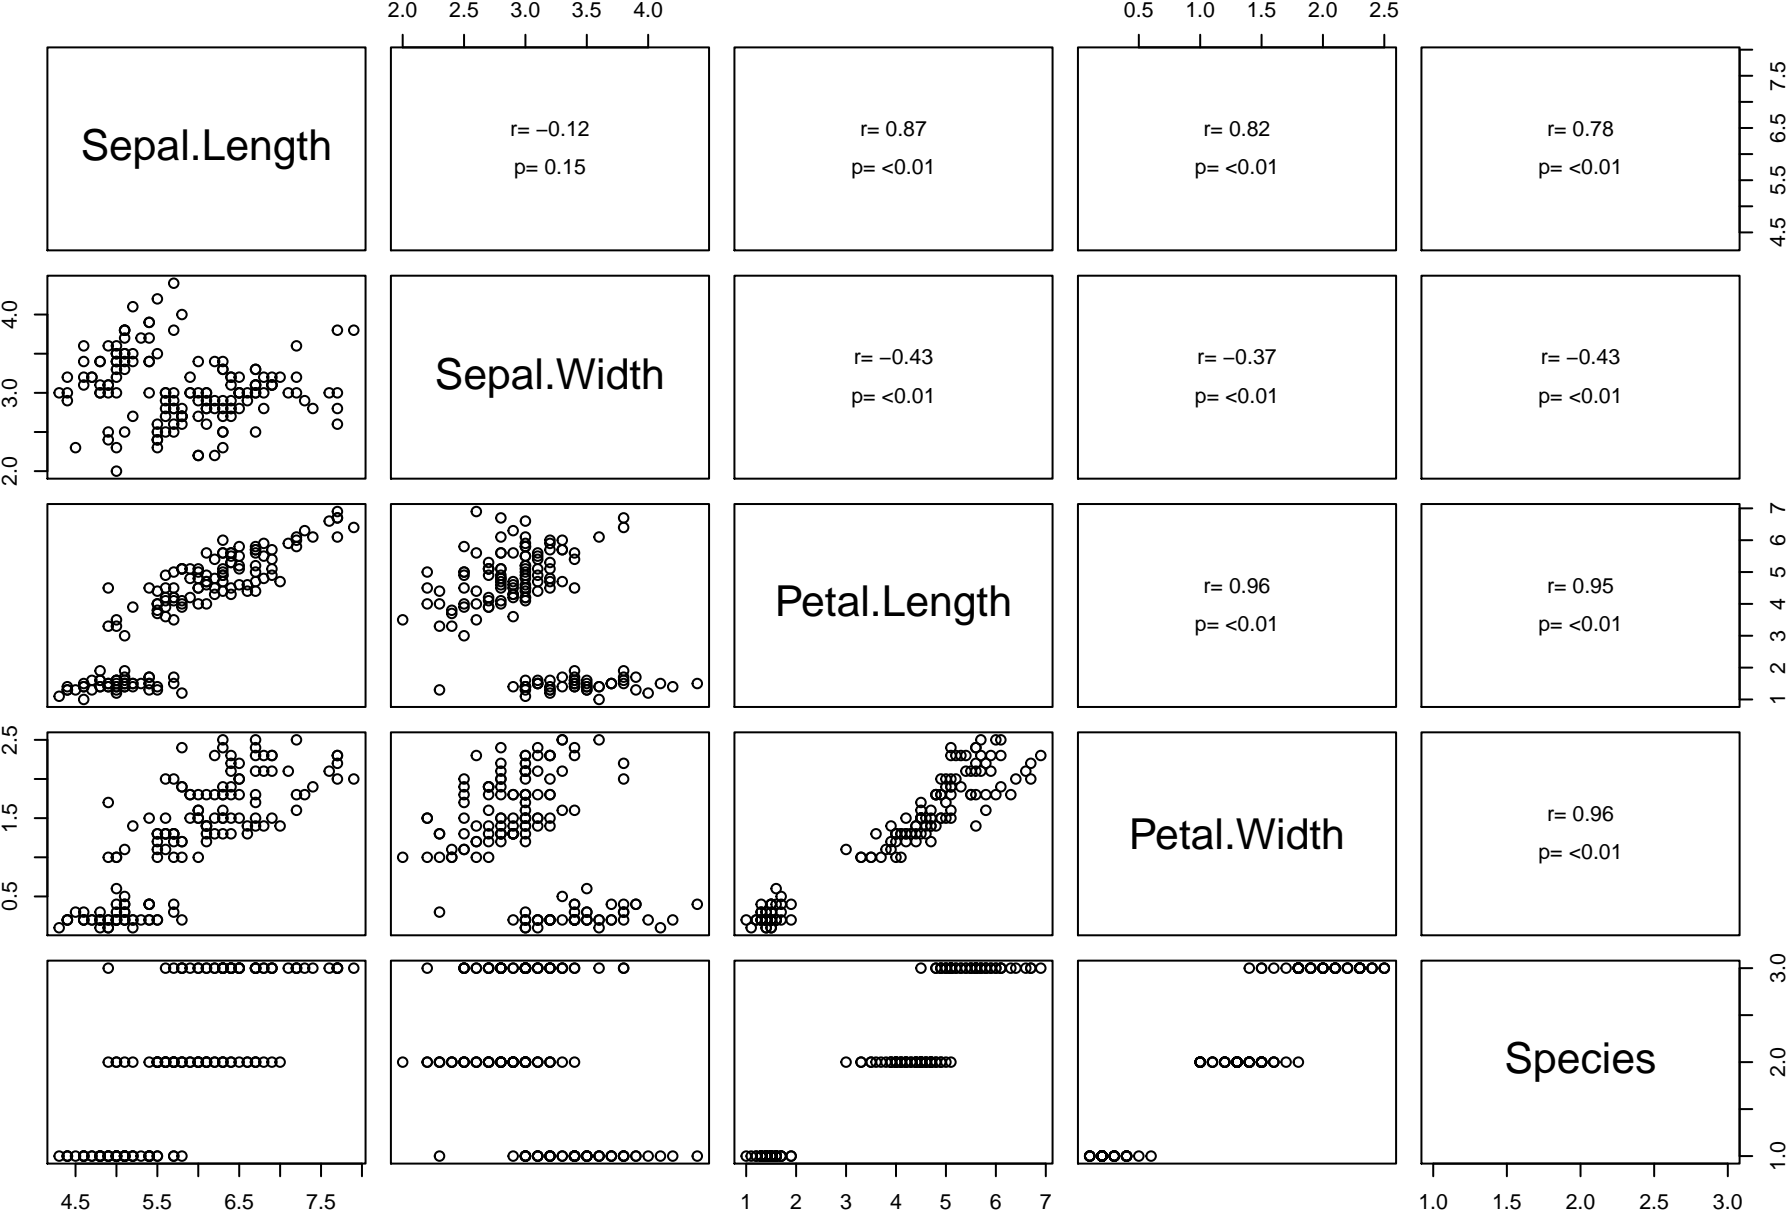 2.0 2.5 3.0 3.5 4.0 0.5 1.0 1.5 2.0 2.5
Sepal.Length
r= −0.12
p= 0.15
r= 0.87
p= <0.01
r= 0.82
p= <0.01
r= 0.78
p= <0.01
4.5 5.5 6.5 7.5
2.0 3.0 4.0
Sepal.Width
r= −0.43
p= <0.01
r= −0.37
p= <0.01
r= −0.43
p= <0.01
Petal.Length
r= 0.96
p= <0.01
r= 0.95
p= <0.01
1 2 3 4 5 6 7
0.5 1.5 2.5
Petal.Width
r= 0.96
p= <0.01
Species
1.0 2.0 3.0
4.5 5.5 6.5 7.5 1 2 3 4 5 6 7 1.0 1.5 2.0 2.5 3.0